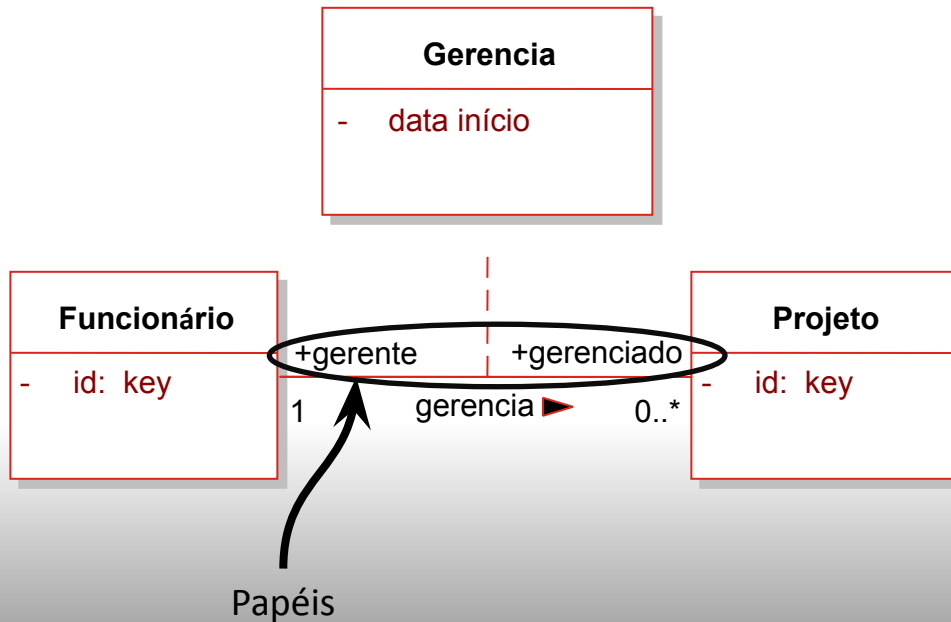 Gerencia
- data início
Funcionário
- id: key
Projeto
- id: key
+gerente +gerenciado
1 gerencia 0..*
Papéis